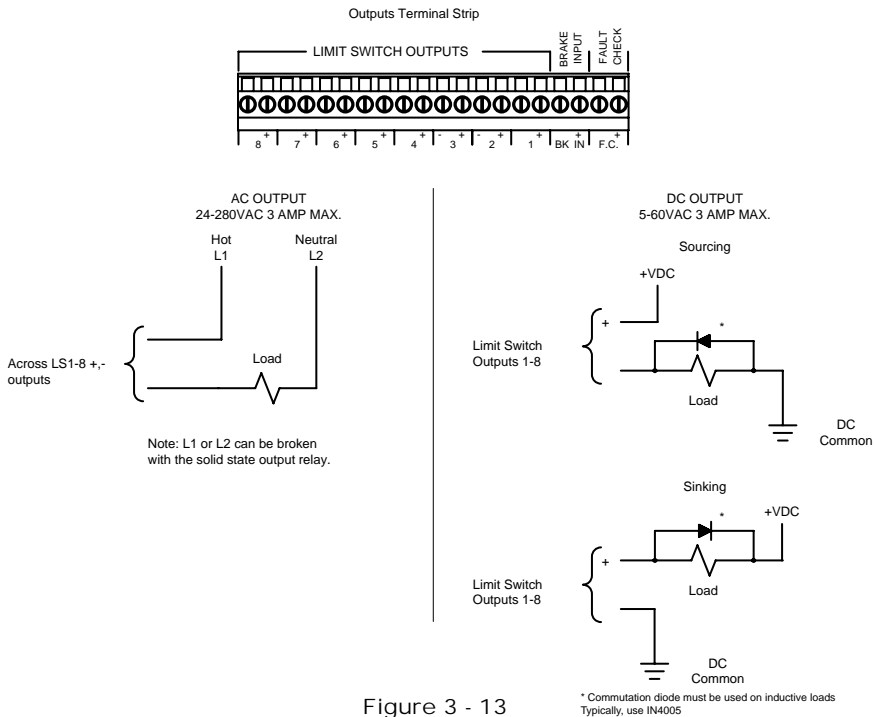 Outputs Terminal Strip
LIMIT SWITCH OUTPUTS
BRAKE
INPUT
FAULT
CHECK
8 + 7 + 6 + 5 + 4 + - 3 + - 2 + 1 + BK IN + F.C. +
AC OUTPUT
24-280VAC 3 AMP MAX.
Hot
L1
Neutral
L2
Load
Across LS1-8 +,-
outputs
Note: L1 or L2 can be broken
with the solid state output relay.
DC OUTPUT
5-60VAC 3 AMP MAX.
Sourcing
+VDC
+
*
Limit Switch
Outputs 1-8
Load
DC
Common
Sinking
+VDC
*
+
Limit Switch
Outputs 1-8
Load
DC
Common
Figure 3 - 13
* Commutation diode must be used on inductive loads
Typically, use IN4005